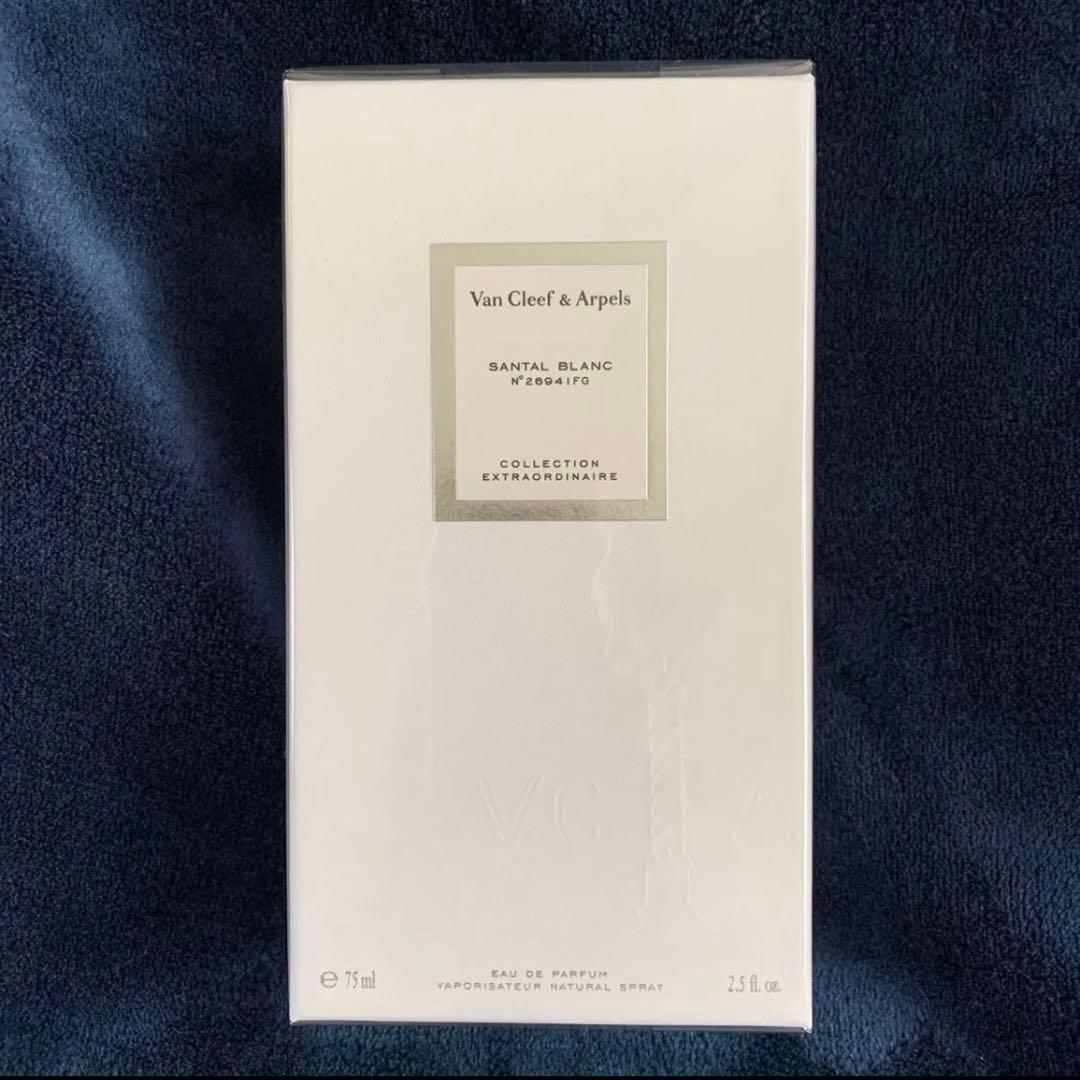 Van Cleef & Arpels
SANTAL BLANC
N°26941FG
COLLECTION
EXTRAORDINAIRE
VC A
℮ 75 ml
EAU DE PARFUM
VAPORISATEUR NATURAL SPRAY
2.5 fl. oz.